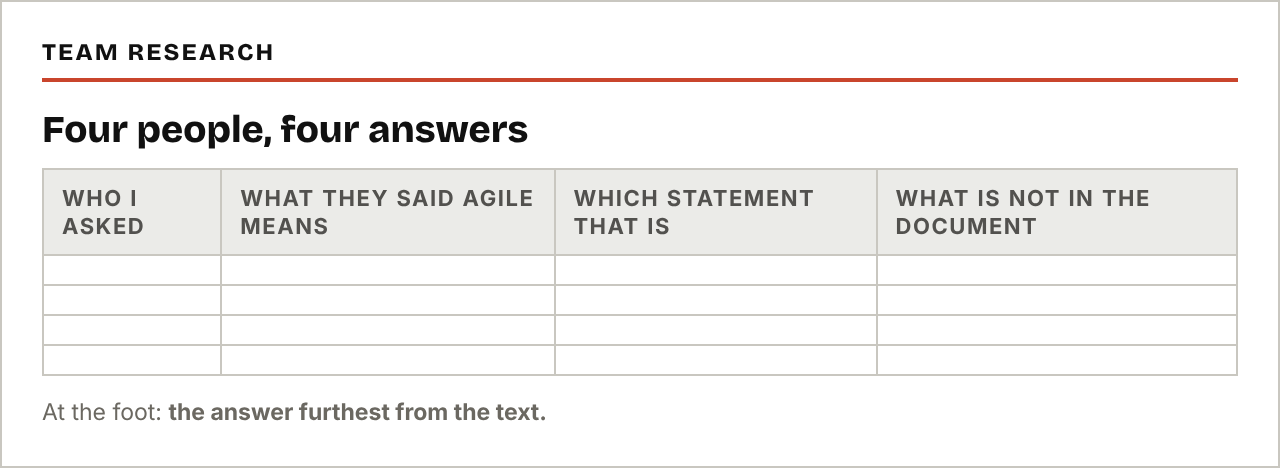 TEAM RESEARCH
Four people, four answers
WHO I ASKED
WHAT THEY SAID AGILE MEANS
WHICH STATEMENT THAT IS
WHAT IS NOT IN THE DOCUMENT
At the foot: the answer furthest from the text.